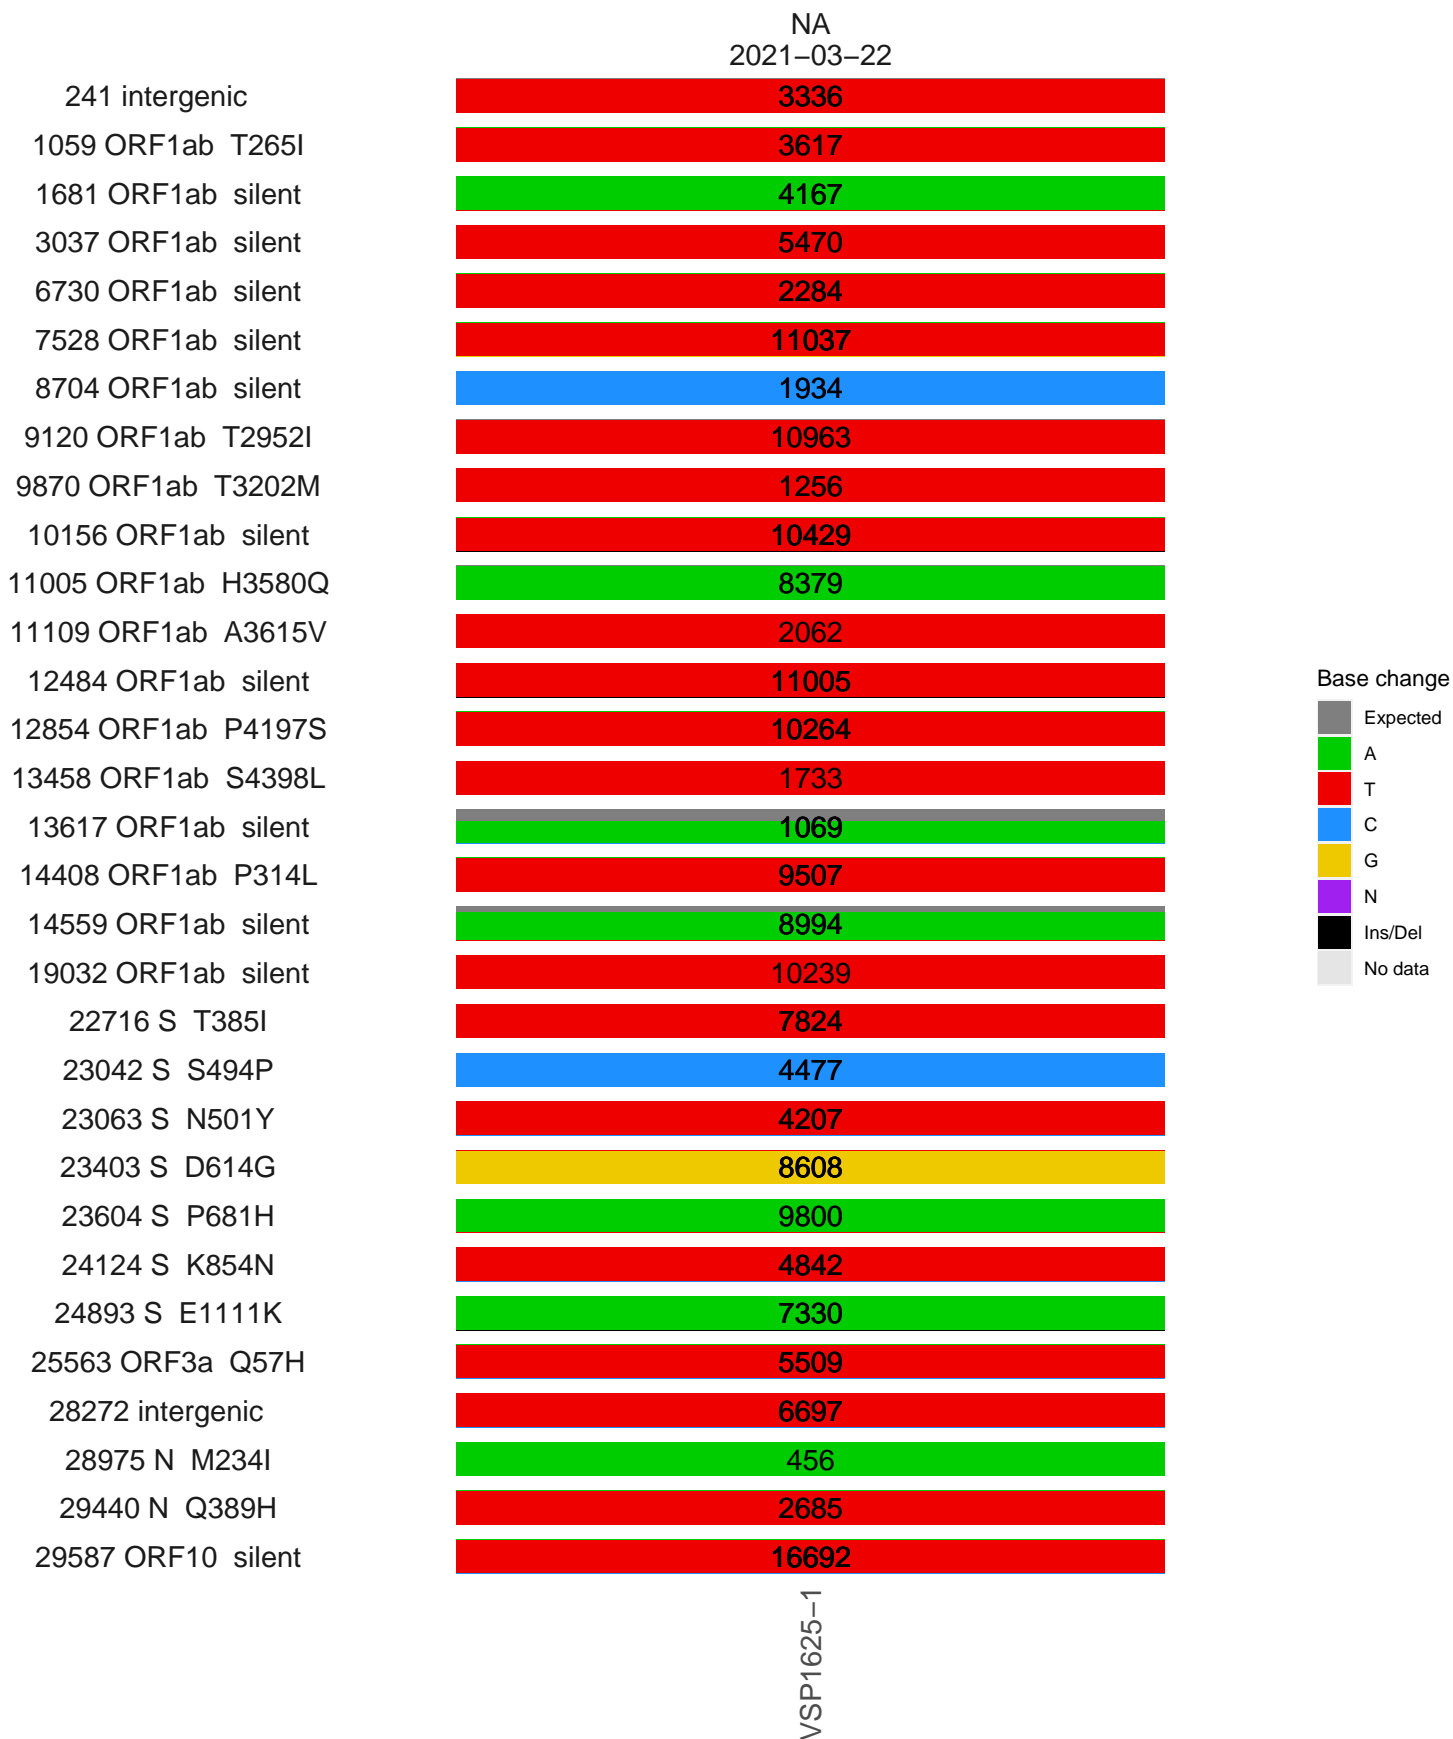 NA
2021−03−22
241 intergenic 3336
1059 ORF1ab T265I 3617
1681 ORF1ab silent 4167
3037 ORF1ab silent 5470
6730 ORF1ab silent 2284
7528 ORF1ab silent 11037
8704 ORF1ab silent 1934
9120 ORF1ab T2952I 10963
9870 ORF1ab T3202M 1256
10156 ORF1ab silent 10429
11005 ORF1ab H3580Q 8379
11109 ORF1ab A3615V 2062
12484 ORF1ab silent 11005
12854 ORF1ab P4197S 10264
13458 ORF1ab S4398L 1733
13617 ORF1ab silent 1069
14408 ORF1ab P314L 9507
14559 ORF1ab silent 8994
19032 ORF1ab silent 10239
22716 S T385I 7824
23042 S S494P 4477
23063 S N501Y 4207
23403 S D614G 8608
23604 S P681H 9800
24124 S K854N 4842
24893 S E1111K 7330
25563 ORF3a Q57H 5509
28272 intergenic 6697
28975 N M234I 456
29440 N Q389H 2685
29587 ORF10 silent 16692
VSP1625−1
Base change
Expected
A
T
C
G
N
Ins/Del
No data